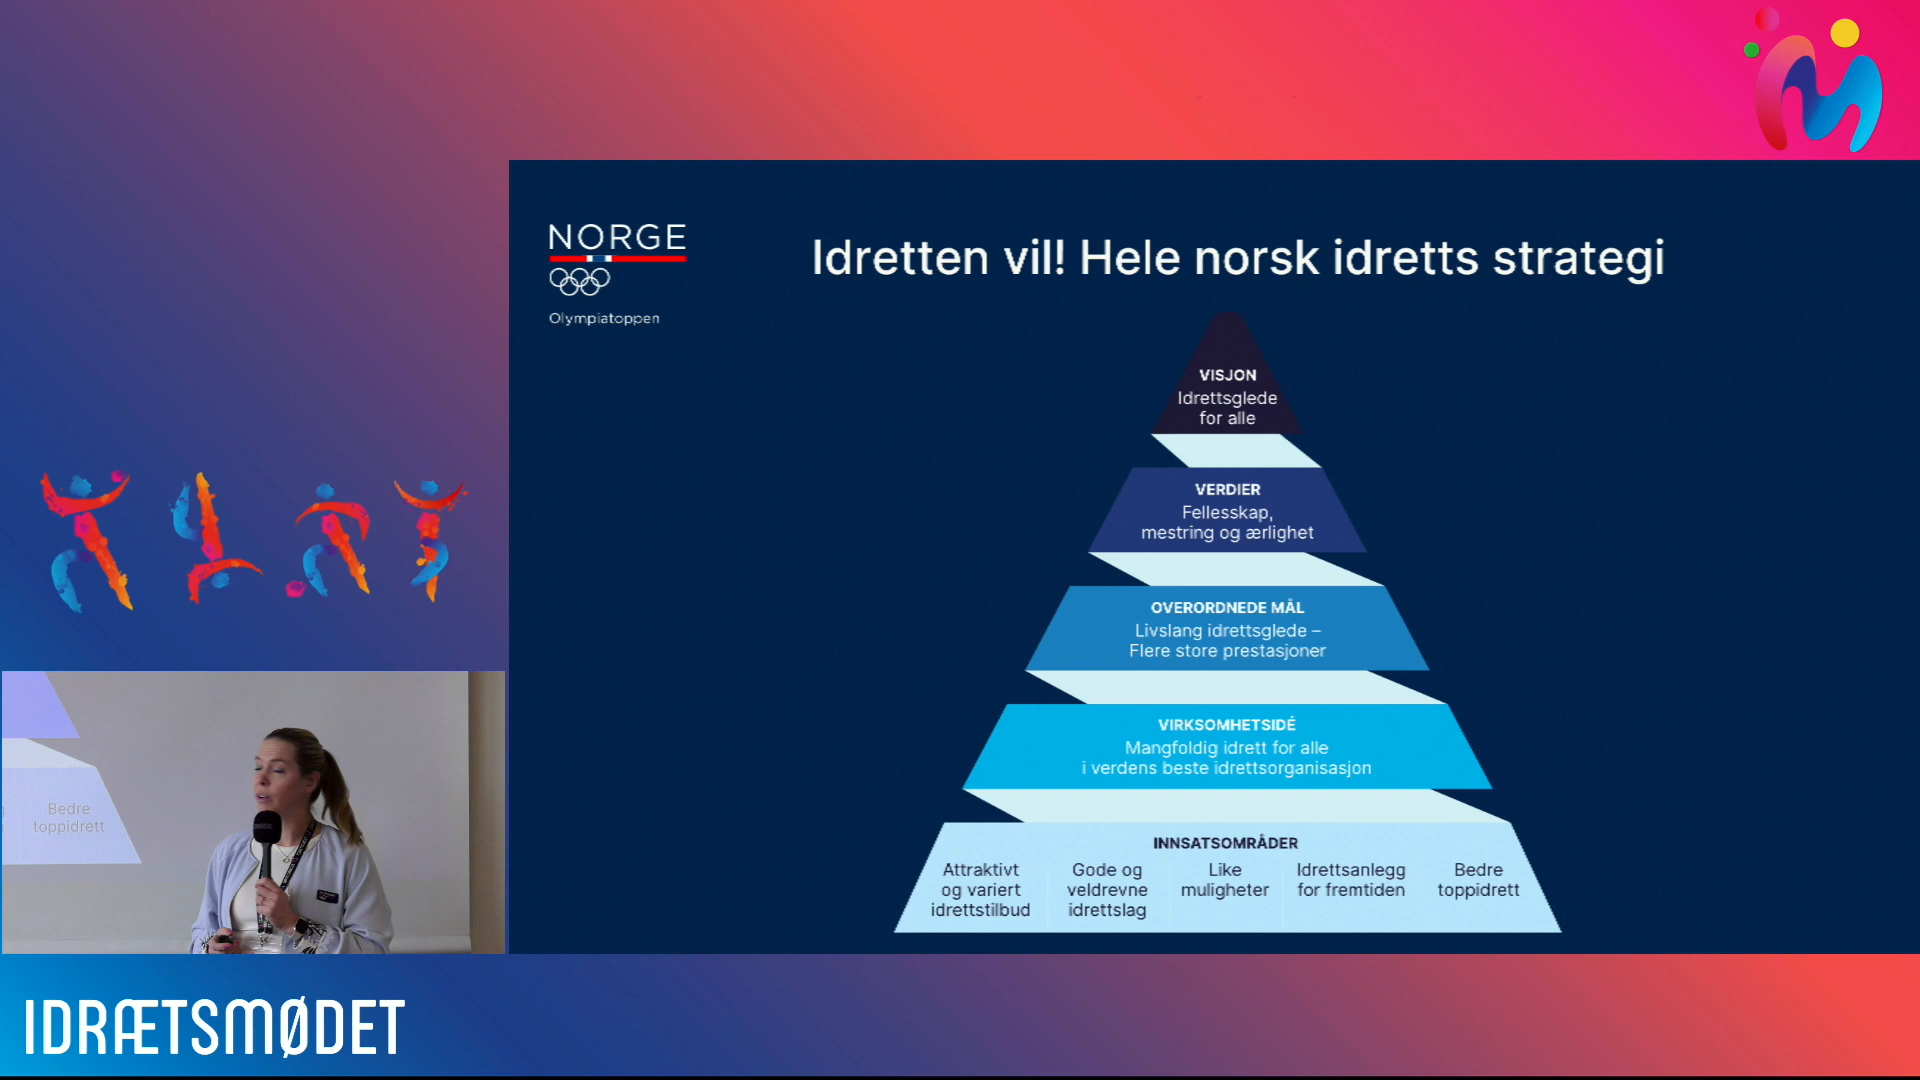 NORGE
Olympiatoppen
Idretten vil! Hele norsk idretts strategi
VISJON
Idrettsglede
for alle
VERDIER
Fellesskap,
mestring og ærlighet
OVERORDNEDE MÅL
Livslang idrettsglede –
Flere store prestasjoner
VIRKSOMHETSIDÉ
Mangfoldig idrett for alle
i verdens beste idrettsorganisasjon
INNSATSOMRÅDER
Attraktivt
og variert
idrettstilbud
Gode og
veldrevne
idrettslag
Like
muligheter
Idrettsanlegg
for fremtiden
Bedre
toppidrett
Bedre
toppidrett
IDRÆTSMØDET